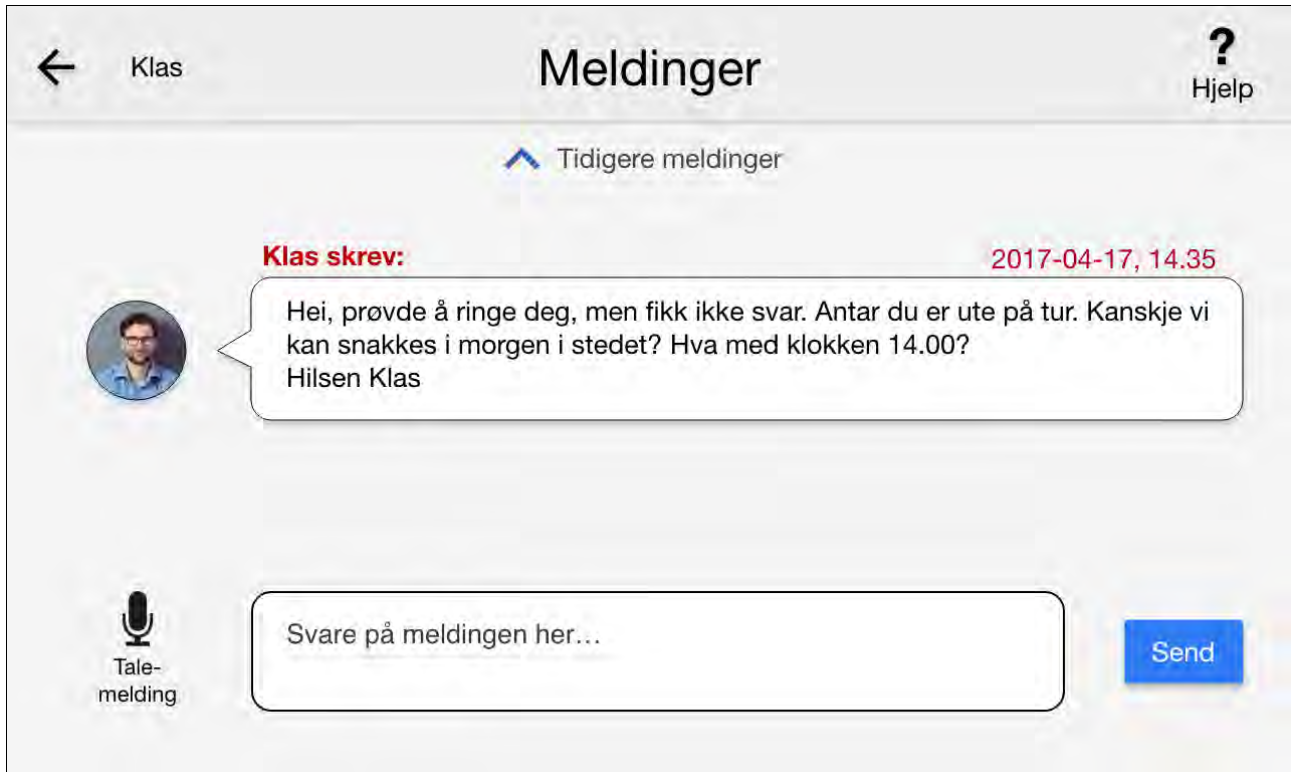 Klas
Meldinger
?
Hjelp
Tidigere meldinger
Klas skrev:
2017-04-17, 14.35
Hei, prøvde å ringe deg, men fikk ikke svar. Antar du er ute på tur. Kanskje vi
kan snakkes i morgen i stedet? Hva med klokken 14.00?
Hilsen Klas
Tale-
melding
Svare på meldingen her...
Send